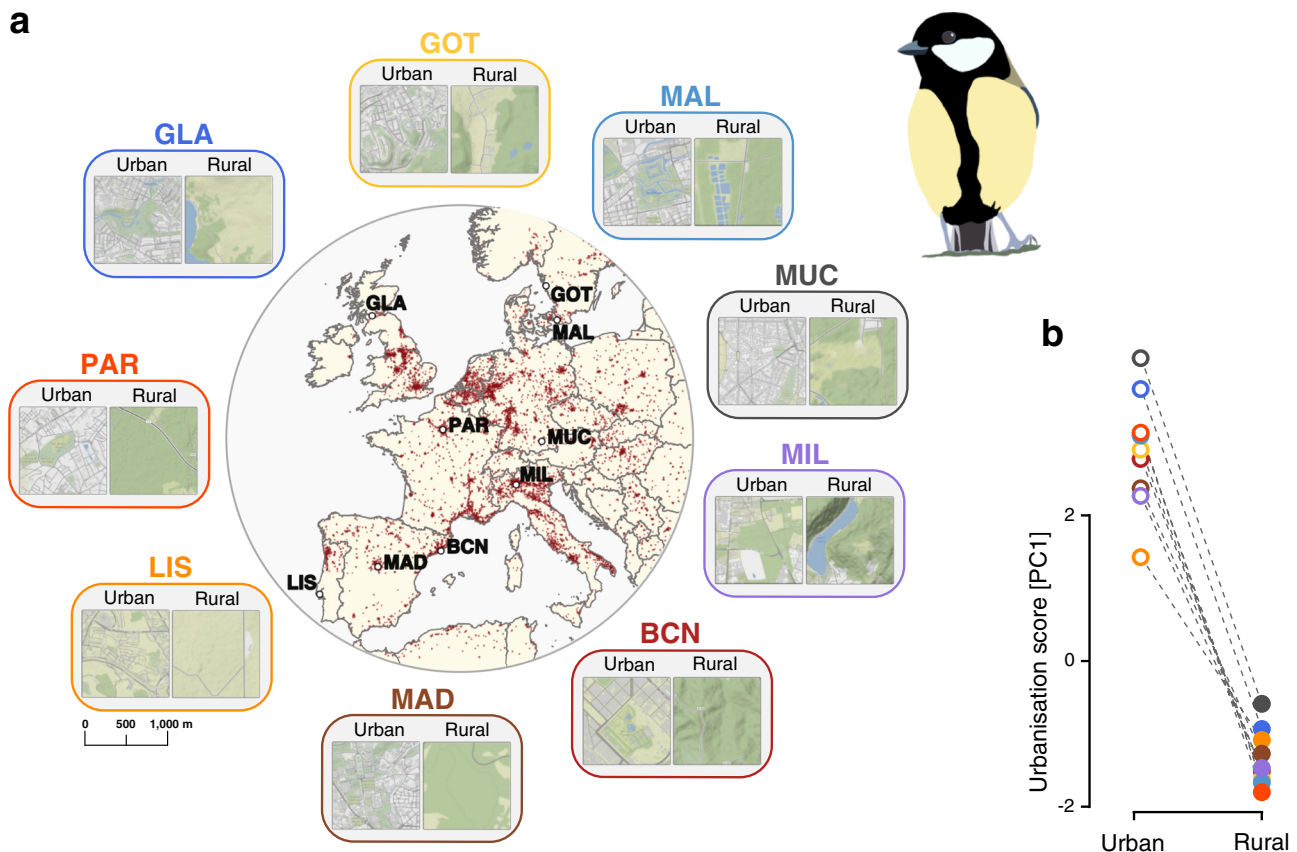 a
GOT
Urban Rural
MAL
Urban Rural
GLA
Urban Rural
MUC
Urban Rural
GLA
GOT
MAL
PAR
MUC
MIL
BCN
MAD
LIS
PAR
Urban Rural
MIL
Urban Rural
LIS
Urban Rural
0 500 1,000 m
BCN
Urban Rural
MAD
Urban Rural
b
Urbanisation score [PC1]
2
0
-2
Urban Rural